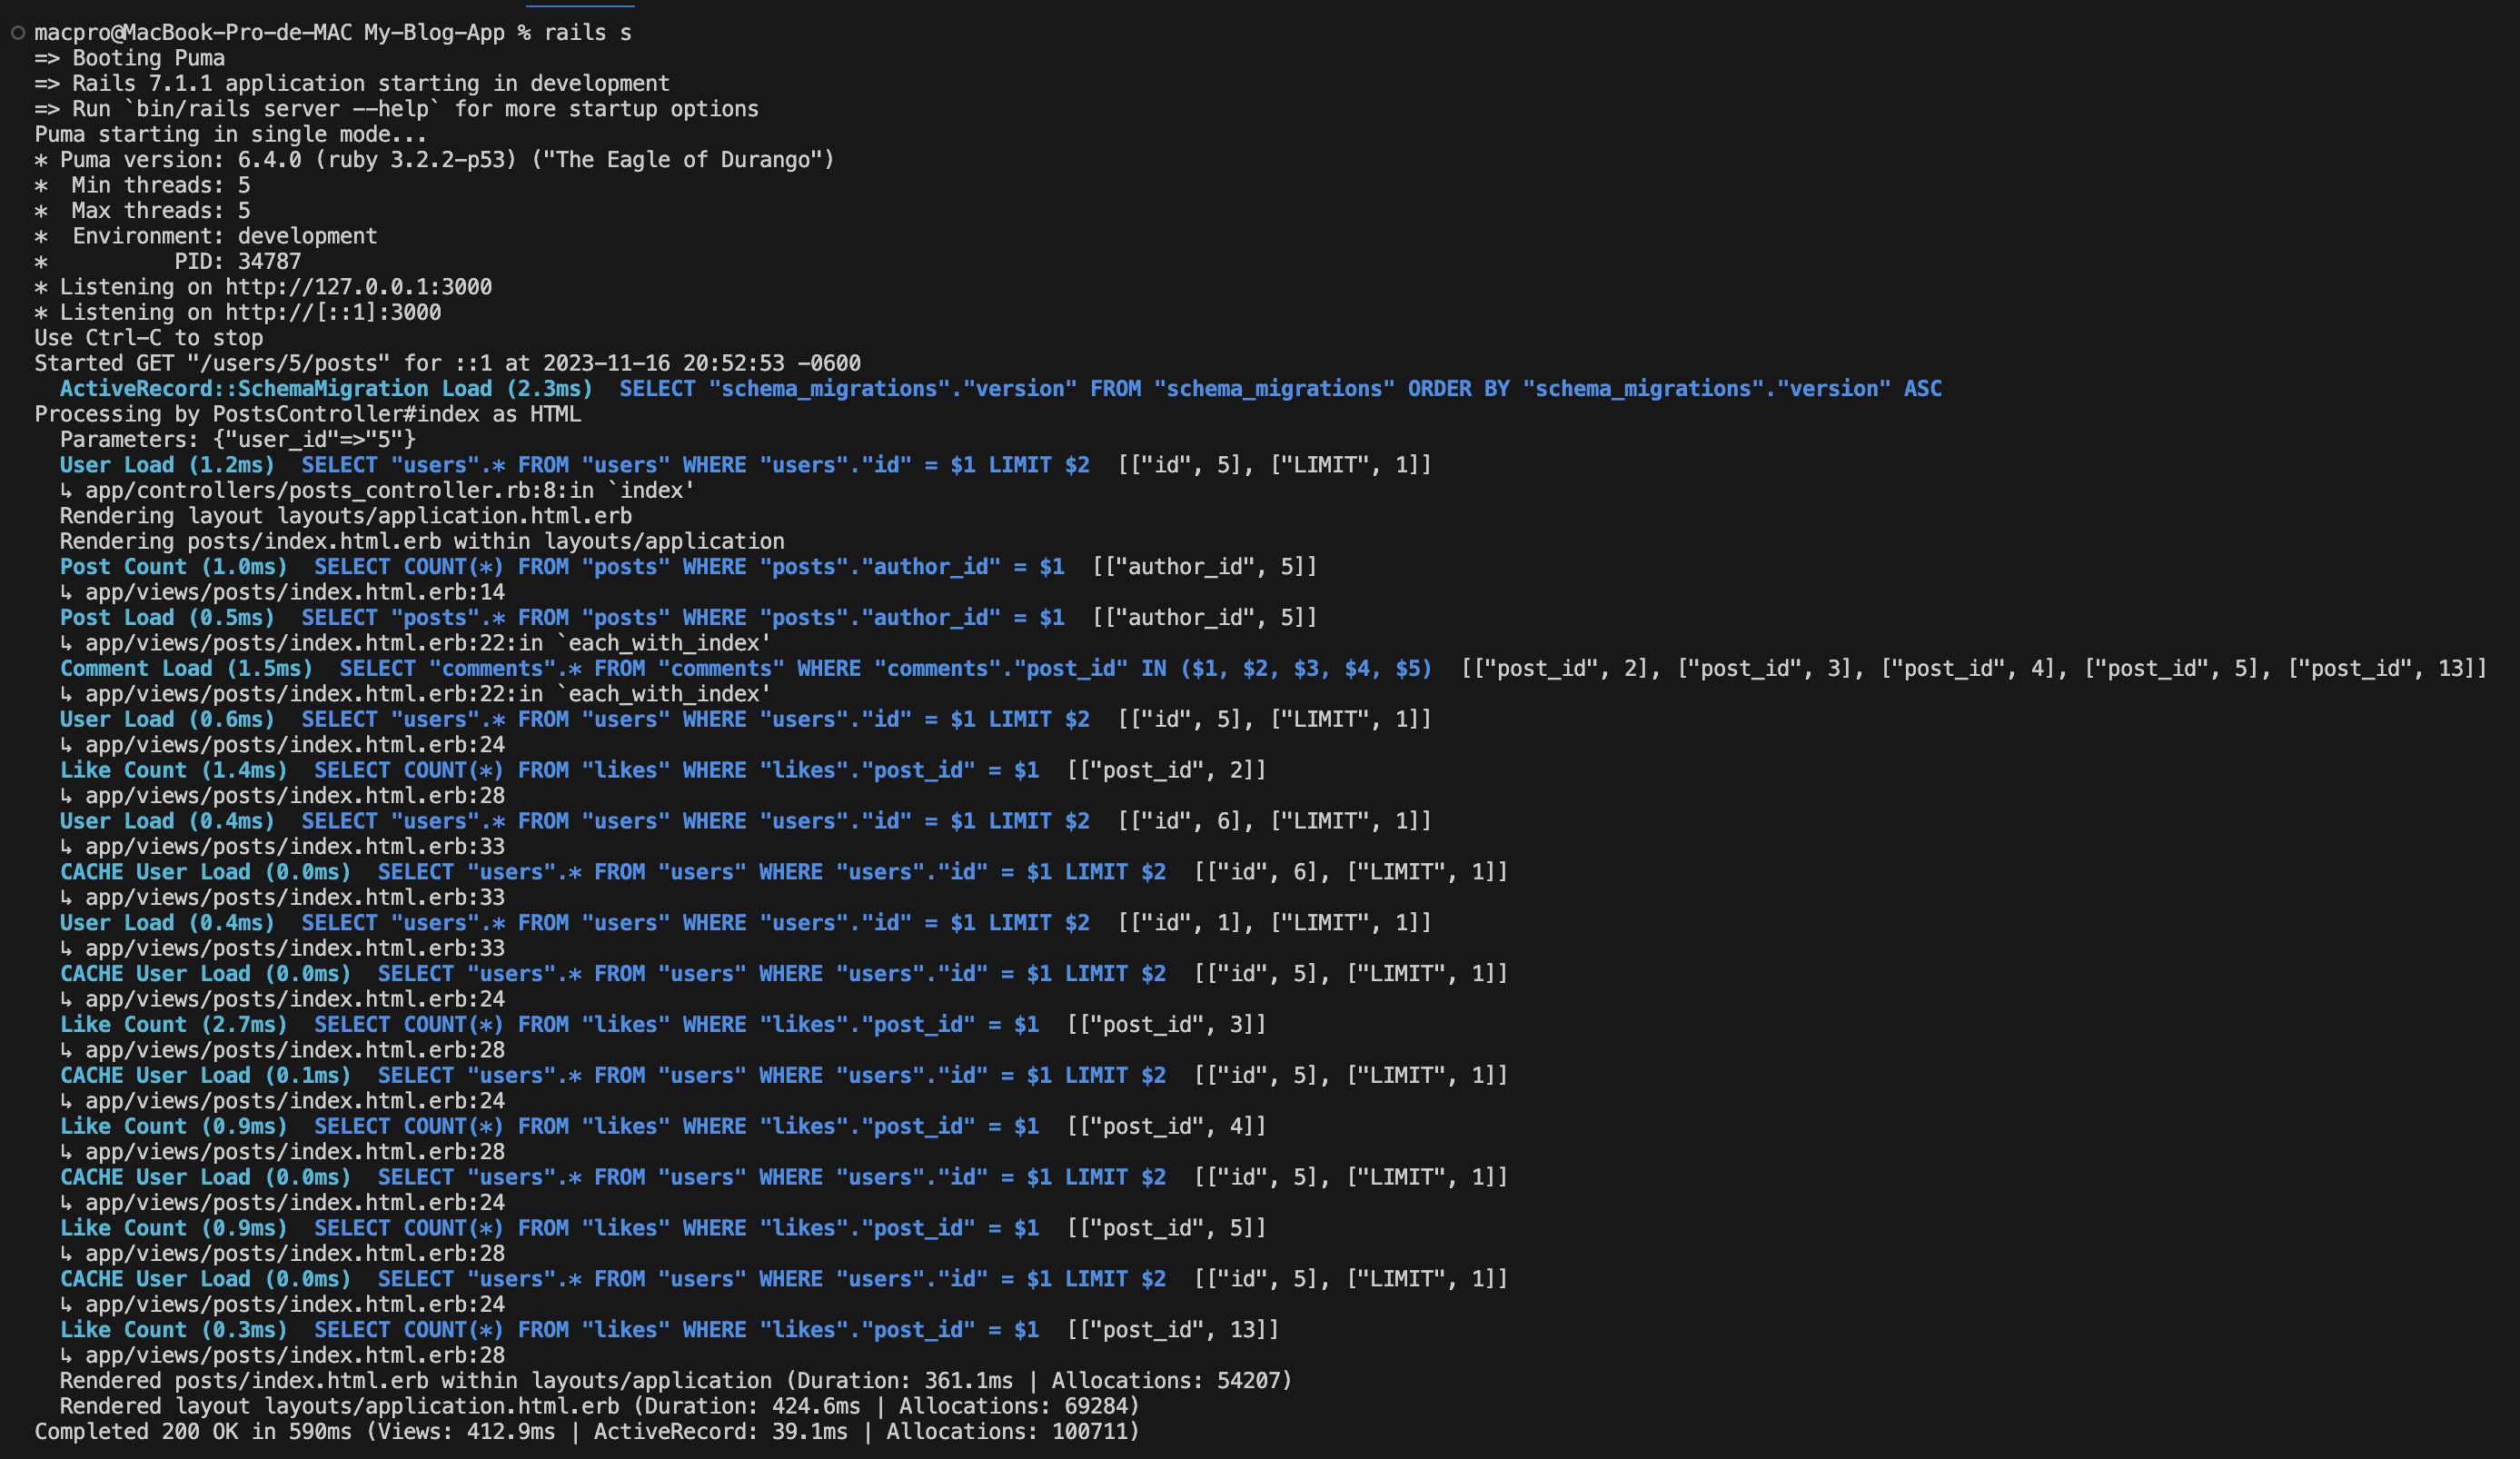 macpro@MacBook-Pro-de-MAC My-Blog-App % rails s
=> Booting Puma
=> Rails 7.1.1 application starting in development
=> Run `bin/rails server --help` for more startup options
Puma starting in single mode...
* Puma version: 6.4.0 (ruby 3.2.2-p53) ("The Eagle of Durango")
*  Min threads: 5
*  Max threads: 5
*  Environment: development
*          PID: 34787
* Listening on http://127.0.0.1:3000
* Listening on http://[::1]:3000
Use Ctrl-C to stop
Started GET "/users/5/posts" for ::1 at 2023-11-16 20:52:53 -0600
  ActiveRecord::SchemaMigration Load (2.3ms)  SELECT "schema_migrations"."version" FROM "schema_migrations" ORDER BY "schema_migrations"."version" ASC
Processing by PostsController#index as HTML
  Parameters: {"user_id"=>"5"}
  User Load (1.2ms)  SELECT "users".* FROM "users" WHERE "users"."id" = $1 LIMIT $2  [["id", 5], ["LIMIT", 1]]
  ↳ app/controllers/posts_controller.rb:8:in `index'
  Rendering layout layouts/application.html.erb
  Rendering posts/index.html.erb within layouts/application
  Post Count (1.0ms)  SELECT COUNT(*) FROM "posts" WHERE "posts"."author_id" = $1  [["author_id", 5]]
  ↳ app/views/posts/index.html.erb:14
  Post Load (0.5ms)  SELECT "posts".* FROM "posts" WHERE "posts"."author_id" = $1  [["author_id", 5]]
  ↳ app/views/posts/index.html.erb:22:in `each_with_index'
  Comment Load (1.5ms)  SELECT "comments".* FROM "comments" WHERE "comments"."post_id" IN ($1, $2, $3, $4, $5)  [["post_id", 2], ["post_id", 3], ["post_id", 4], ["post_id", 5], ["post_id", 13]]
  ↳ app/views/posts/index.html.erb:22:in `each_with_index'
  User Load (0.6ms)  SELECT "users".* FROM "users" WHERE "users"."id" = $1 LIMIT $2  [["id", 5], ["LIMIT", 1]]
  ↳ app/views/posts/index.html.erb:24
  Like Count (1.4ms)  SELECT COUNT(*) FROM "likes" WHERE "likes"."post_id" = $1  [["post_id", 2]]
  ↳ app/views/posts/index.html.erb:28
  User Load (0.4ms)  SELECT "users".* FROM "users" WHERE "users"."id" = $1 LIMIT $2  [["id", 6], ["LIMIT", 1]]
  ↳ app/views/posts/index.html.erb:33
  CACHE User Load (0.0ms)  SELECT "users".* FROM "users" WHERE "users"."id" = $1 LIMIT $2  [["id", 6], ["LIMIT", 1]]
  ↳ app/views/posts/index.html.erb:33
  User Load (0.4ms)  SELECT "users".* FROM "users" WHERE "users"."id" = $1 LIMIT $2  [["id", 1], ["LIMIT", 1]]
  ↳ app/views/posts/index.html.erb:33
  CACHE User Load (0.0ms)  SELECT "users".* FROM "users" WHERE "users"."id" = $1 LIMIT $2  [["id", 5], ["LIMIT", 1]]
  ↳ app/views/posts/index.html.erb:24
  Like Count (2.7ms)  SELECT COUNT(*) FROM "likes" WHERE "likes"."post_id" = $1  [["post_id", 3]]
  ↳ app/views/posts/index.html.erb:28
  CACHE User Load (0.1ms)  SELECT "users".* FROM "users" WHERE "users"."id" = $1 LIMIT $2  [["id", 5], ["LIMIT", 1]]
  ↳ app/views/posts/index.html.erb:24
  Like Count (0.9ms)  SELECT COUNT(*) FROM "likes" WHERE "likes"."post_id" = $1  [["post_id", 4]]
  ↳ app/views/posts/index.html.erb:28
  CACHE User Load (0.0ms)  SELECT "users".* FROM "users" WHERE "users"."id" = $1 LIMIT $2  [["id", 5], ["LIMIT", 1]]
  ↳ app/views/posts/index.html.erb:24
  Like Count (0.9ms)  SELECT COUNT(*) FROM "likes" WHERE "likes"."post_id" = $1  [["post_id", 5]]
  ↳ app/views/posts/index.html.erb:28
  CACHE User Load (0.0ms)  SELECT "users".* FROM "users" WHERE "users"."id" = $1 LIMIT $2  [["id", 5], ["LIMIT", 1]]
  ↳ app/views/posts/index.html.erb:24
  Like Count (0.3ms)  SELECT COUNT(*) FROM "likes" WHERE "likes"."post_id" = $1  [["post_id", 13]]
  ↳ app/views/posts/index.html.erb:28
  Rendered posts/index.html.erb within layouts/application (Duration: 361.1ms | Allocations: 54207)
  Rendered layout layouts/application.html.erb (Duration: 424.6ms | Allocations: 69284)
Completed 200 OK in 590ms (Views: 412.9ms | ActiveRecord: 39.1ms | Allocations: 100711)